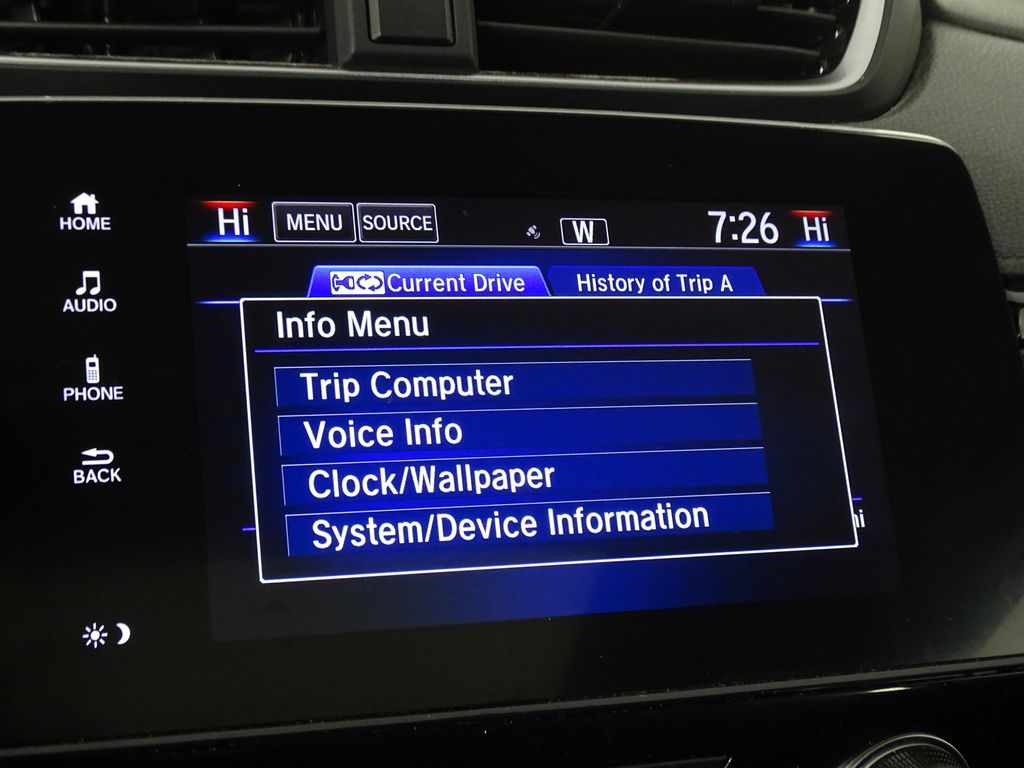 HOME
AUDIO
PHONE
BACK
Hi MENU SOURCE W 7:26 Hi
Current Drive History of Trip A
Info Menu
Trip Computer
Voice Info
Clock/Wallpaper
System/Device Information